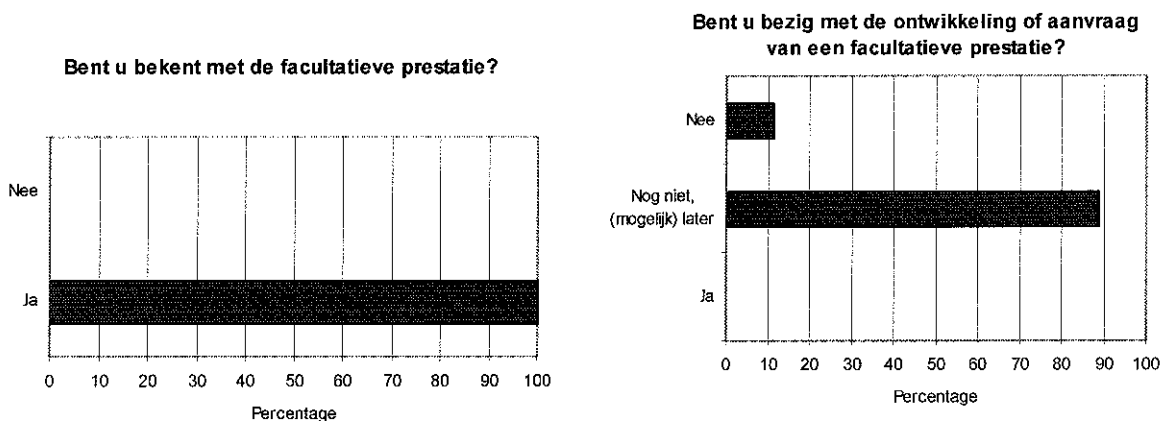 Bent u bekent met de facultatieve prestatie?
Nee
Ja
0 10 20 30 40 50 60 70 80 90 100
Percentage
Bent u bezig met de ontwikkeling of aanvraag
van een facultatieve prestatie?
Nee
Nog niet,
(mogelijk) later
Ja
0 10 20 30 40 50 60 70 80 90 100
Percentage